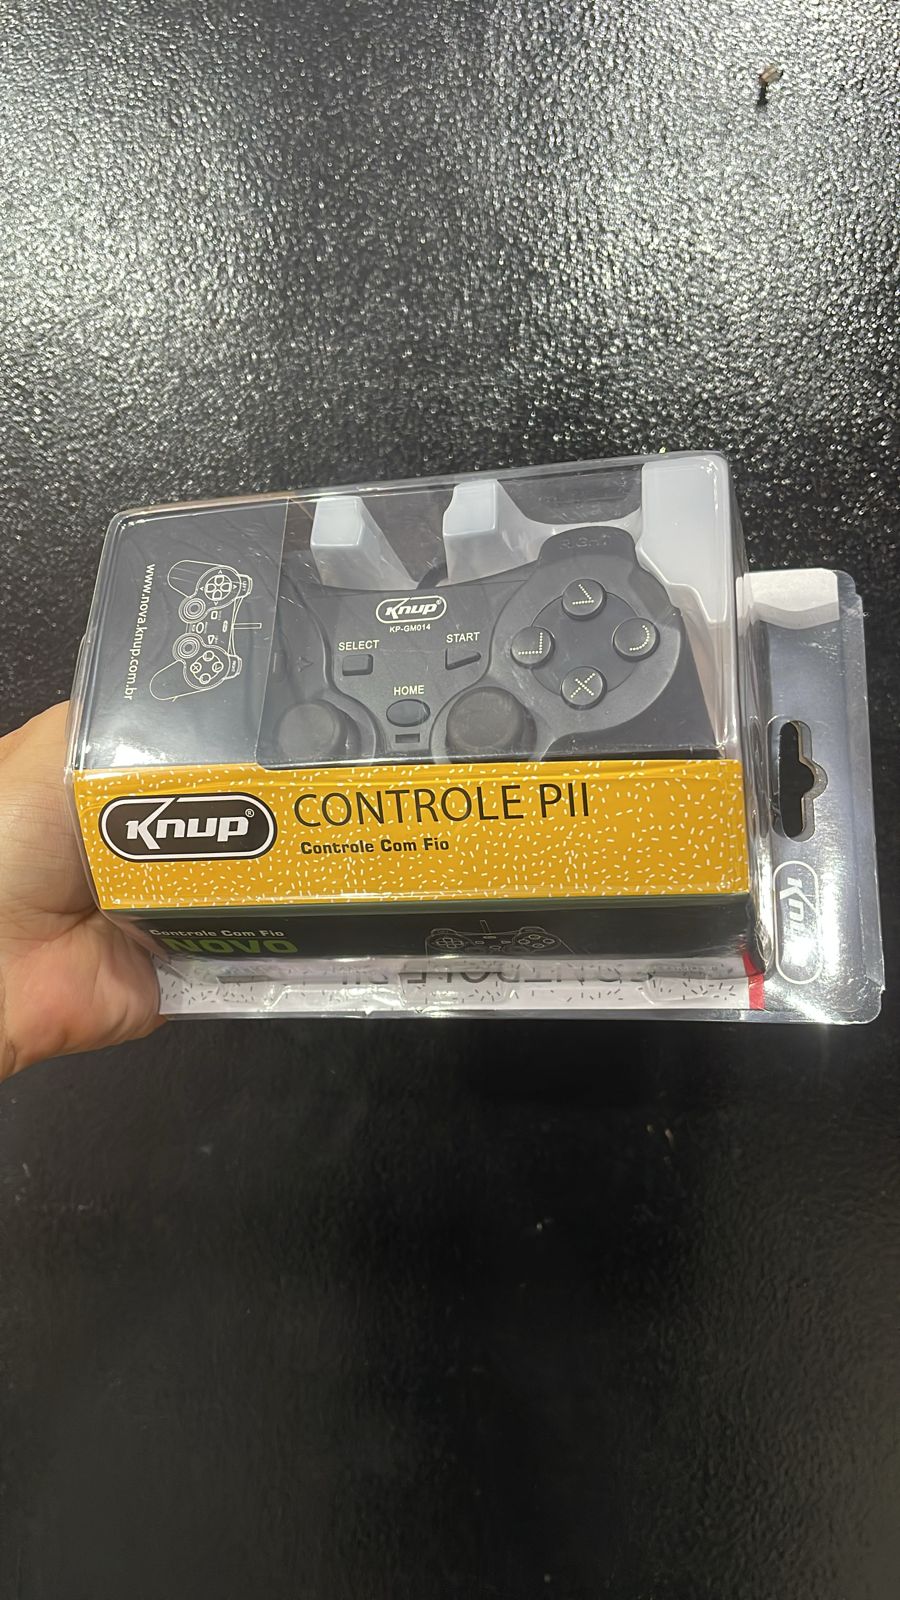 www.nova.knup.com.br
RIGHT
Knup®
KP-GM014
SELECT
START
HOME
Knup®
CONTROLE PII
Controle Com Fio
Controle Com Fio
NOVO
Knup